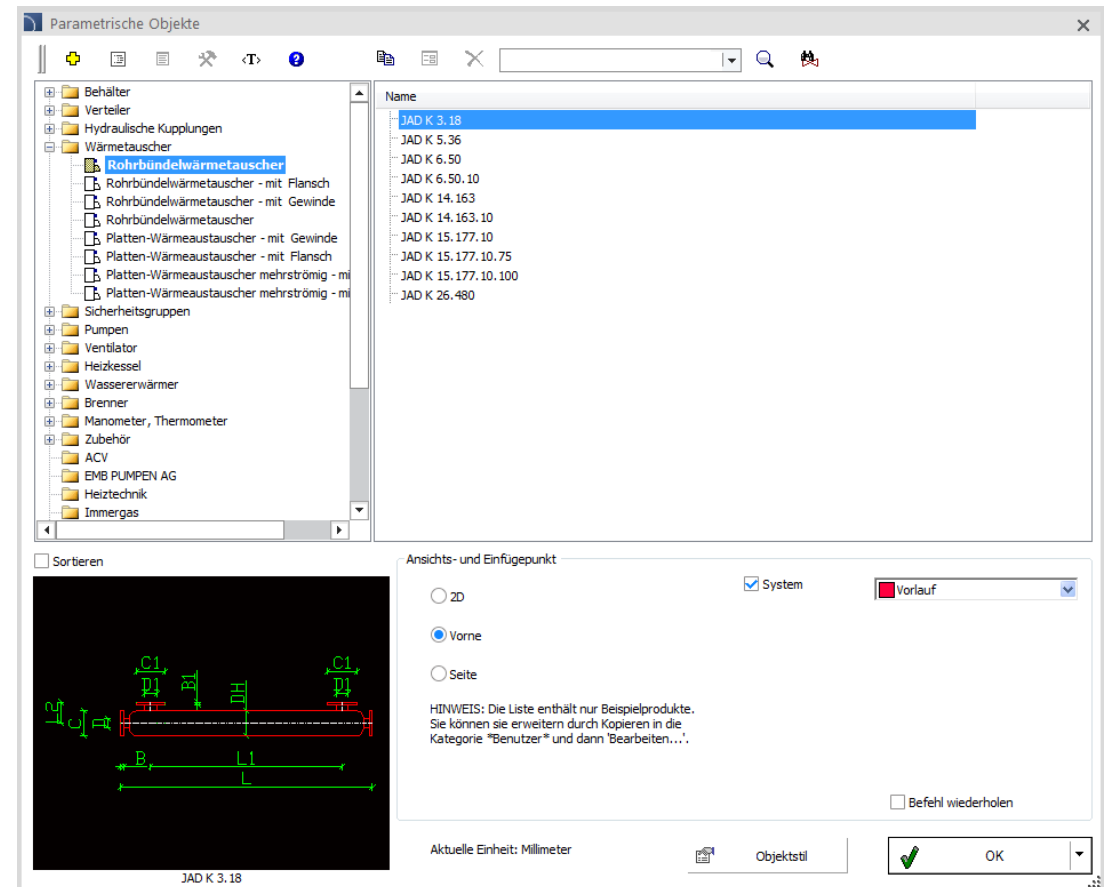 Parametrische Objekte
<T>
Behälter
Verteiler
Hydraulische Kupplungen
Wärmetauscher
Rohrbündelwärmetauscher
Rohrbündelwärmetauscher - mit Flansch
Rohrbündelwärmetauscher - mit Gewinde
Rohrbündelwärmetauscher
Platten-Wärmeaustauscher - mit Gewinde
Platten-Wärmeaustauscher - mit Flansch
Platten-Wärmeaustauscher mehrströmig - mi
Platten-Wärmeaustauscher mehrströmig - mi
Sicherheitsgruppen
Pumpen
Ventilator
Heizkessel
Wassererwärmer
Brenner
Manometer, Thermometer
Zubehör
ACV
EMB PUMPEN AG
Heiztechnik
Immergas
Name
JAD K 3.18
JAD K 5.36
JAD K 6.50
JAD K 6.50.10
JAD K 14.163
JAD K 14.163.10
JAD K 15.177.10
JAD K 15.177.10.75
JAD K 15.177.10.100
JAD K 26.480
Sortieren
C1
D1
B1
DH
C1
D1
L2
C
D
B
L1
L
JAD K 3.18
Ansichts- und Einfügepunkt
2D
Vorne
Seite
System
Vorlauf
HINWEIS: Die Liste enthält nur Beispielprodukte.
Sie können sie erweitern durch Kopieren in die
Kategorie *Benutzer* und dann 'Bearbeiten...'.
Befehl wiederholen
Aktuelle Einheit: Millimeter
Objektstil
OK